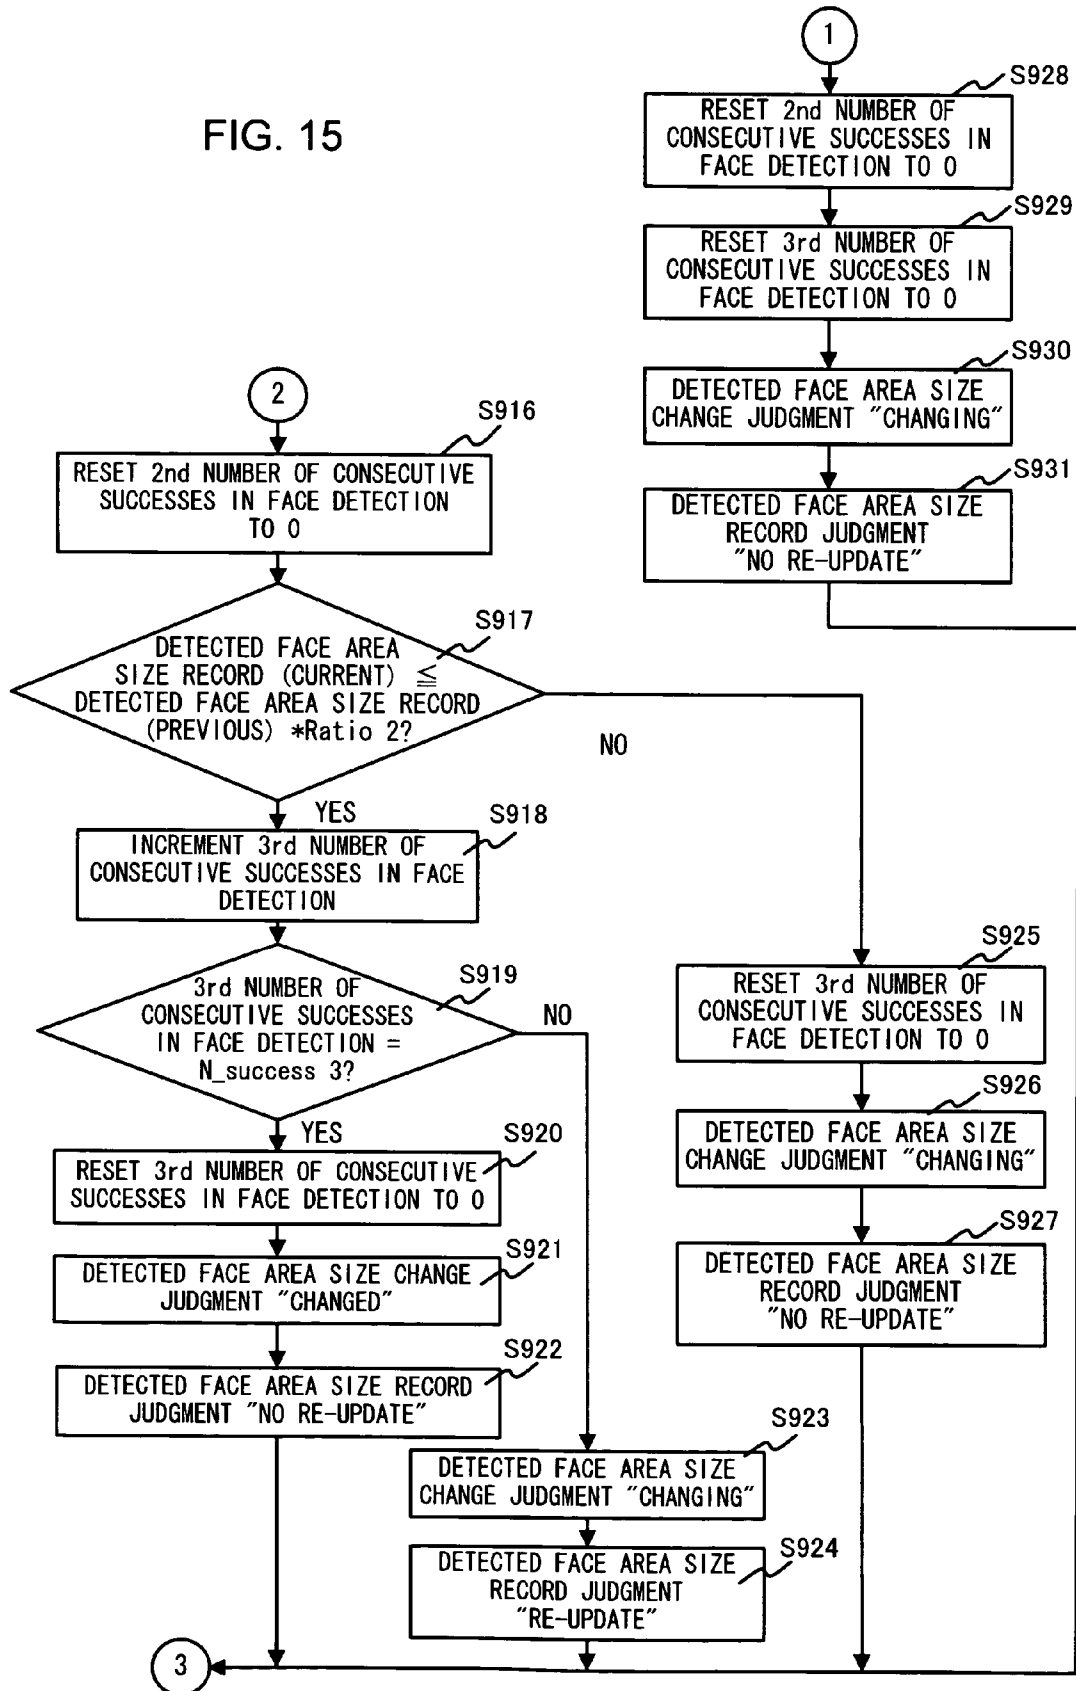 FIG. 15
1
S928
RESET 2nd NUMBER OF
CONSECUTIVE SUCCESSES IN
FACE DETECTION TO 0
S929
RESET 3rd NUMBER OF
CONSECUTIVE SUCCESSES IN
FACE DETECTION TO 0
S930
DETECTED FACE AREA SIZE
CHANGE JUDGMENT "CHANGING"
S931
DETECTED FACE AREA SIZE
RECORD JUDGMENT
"NO RE-UPDATE"
2
S916
RESET 2nd NUMBER OF CONSECUTIVE
SUCCESSES IN FACE DETECTION
TO 0
S917
DETECTED FACE AREA
SIZE RECORD (CURRENT) ≦
DETECTED FACE AREA SIZE RECORD
(PREVIOUS) *Ratio 2?
NO
YES
S918
INCREMENT 3rd NUMBER OF
CONSECUTIVE SUCCESSES IN FACE
DETECTION
S919
3rd NUMBER OF
CONSECUTIVE SUCCESSES
IN FACE DETECTION =
N_success 3?
NO
YES
S920
RESET 3rd NUMBER OF CONSECUTIVE
SUCCESSES IN FACE DETECTION TO 0
S921
DETECTED FACE AREA SIZE CHANGE
JUDGMENT "CHANGED"
S922
DETECTED FACE AREA SIZE RECORD
JUDGMENT "NO RE-UPDATE"
S923
DETECTED FACE AREA SIZE
CHANGE JUDGMENT "CHANGING"
S924
DETECTED FACE AREA SIZE
RECORD JUDGMENT
"RE-UPDATE"
S925
RESET 3rd NUMBER OF
CONSECUTIVE SUCCESSES IN
FACE DETECTION TO 0
S926
DETECTED FACE AREA SIZE
CHANGE JUDGMENT "CHANGING"
S927
DETECTED FACE AREA SIZE
RECORD JUDGMENT
"NO RE-UPDATE"
3